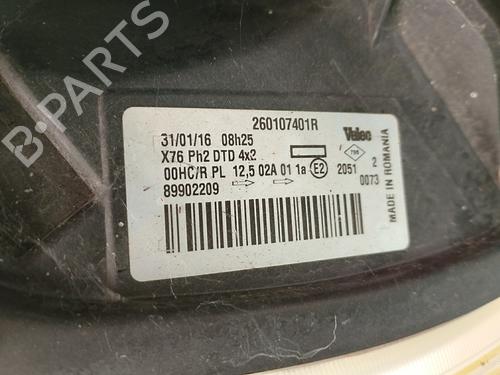 B-PARTS
260107401R
Valeo
31/01/16 08h25
X76 Ph2 DTD 4x2
00HC/R PL 12,5 02A 01 1a E2 2051 2
0073
89902209
MADE IN ROMANIA